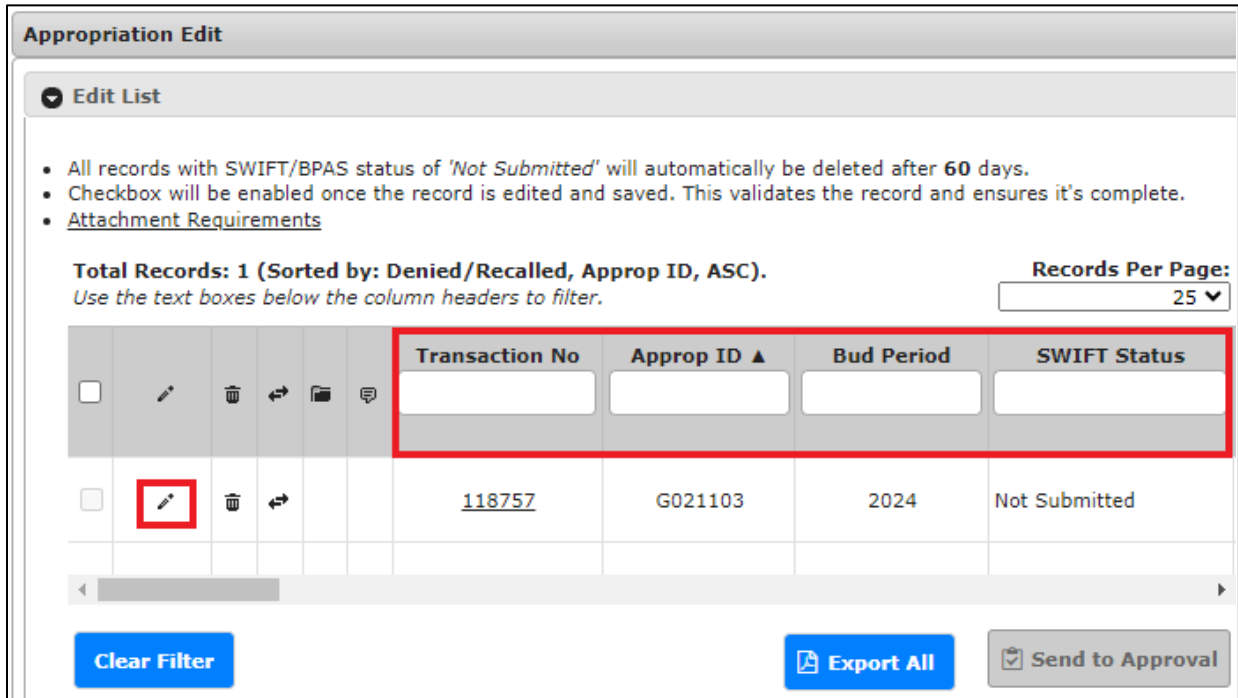 Appropriation Edit
Edit List
All records with SWIFT/BPAS status of 'Not Submitted' will automatically be deleted after 60 days.
Checkbox will be enabled once the record is edited and saved. This validates the record and ensures it's complete.
Attachment Requirements
Total Records: 1 (Sorted by: Denied/Recalled, Approp ID, ASC).
Records Per Page:
Use the text boxes below the column headers to filter.
25
Transaction No Approp ID ▲ Bud Period SWIFT Status
118757 G021103 2024 Not Submitted
Clear Filter Export All Send to Approval